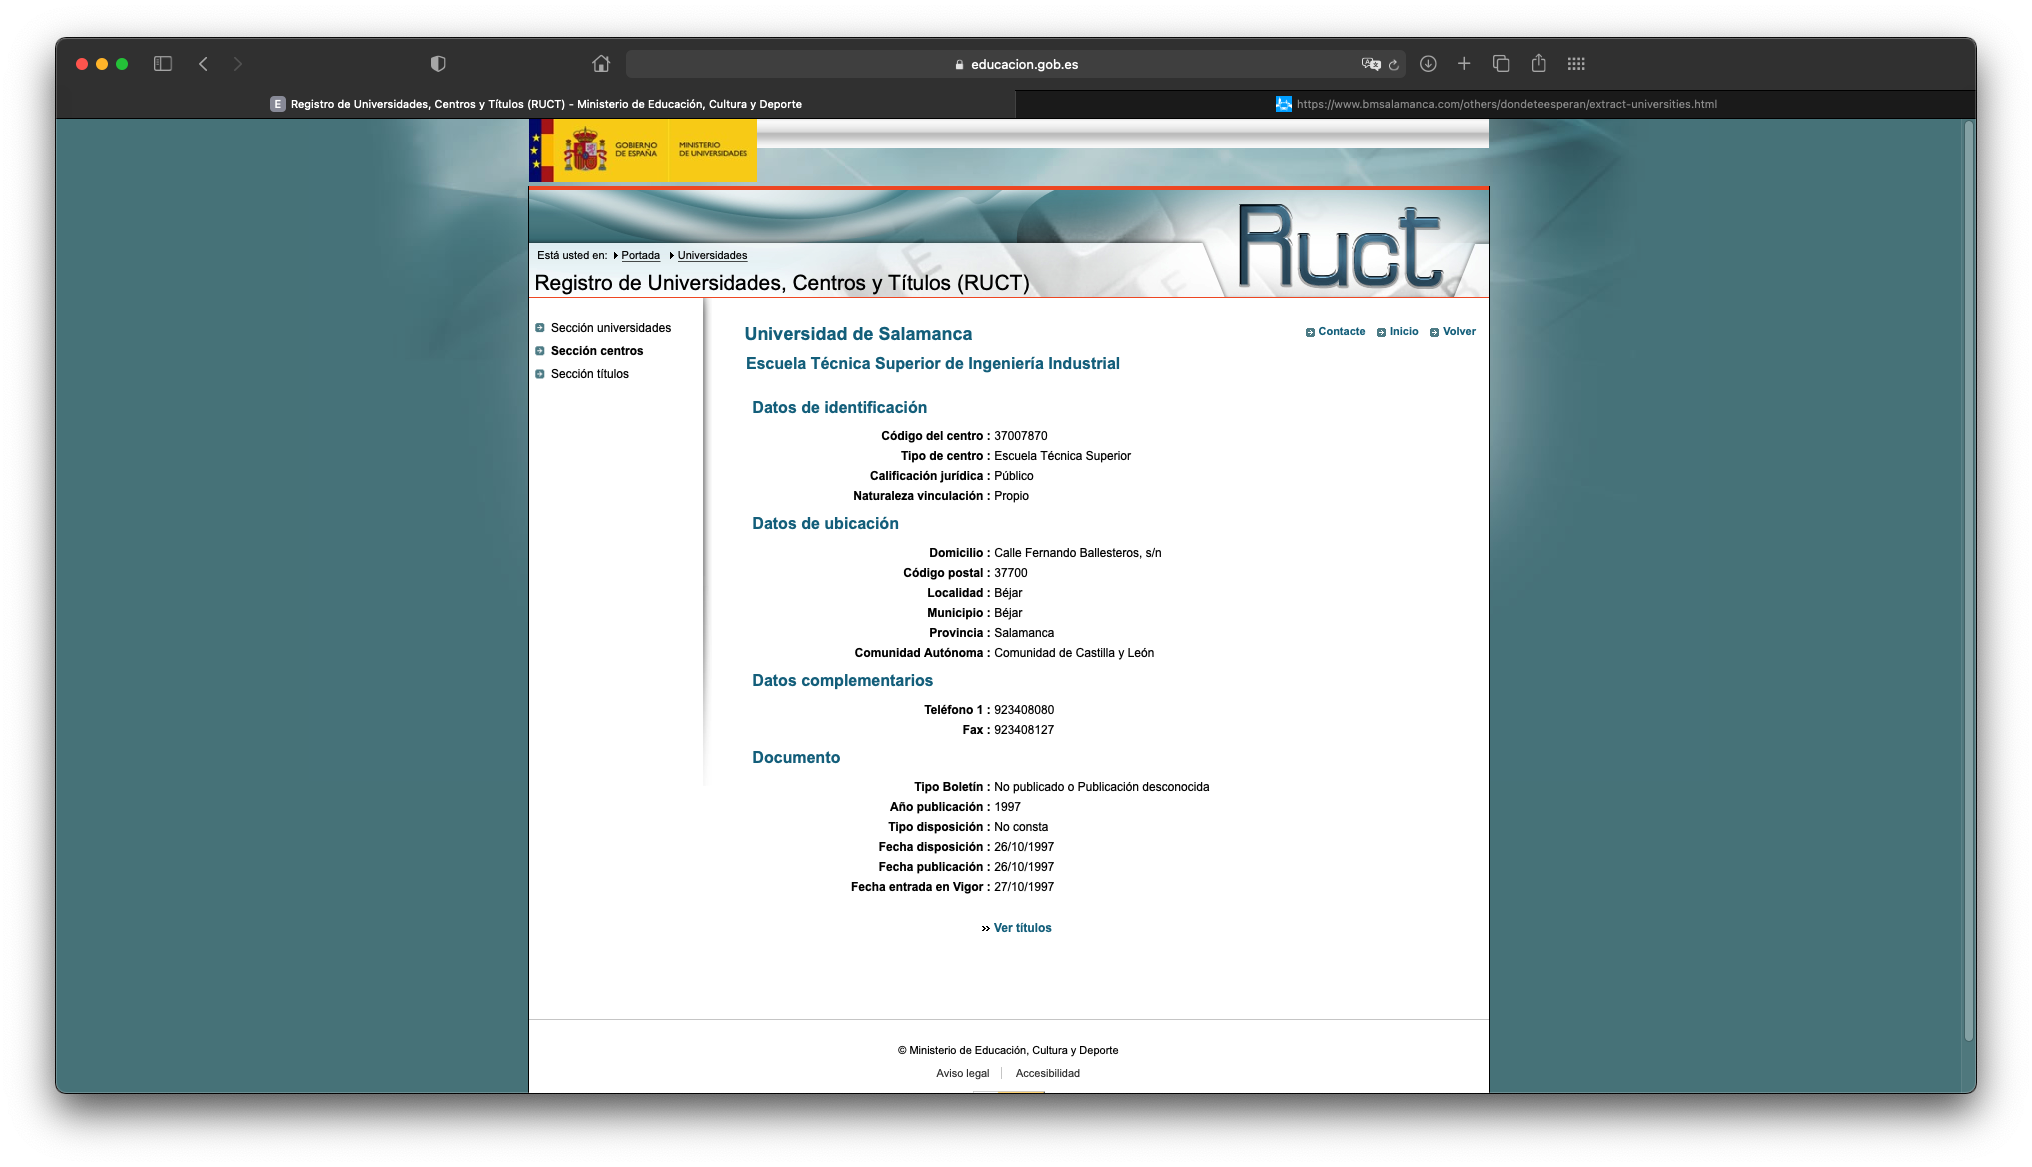 educacion.gob.es
E Registro de Universidades, Centros y Títulos (RUCT) - Ministerio de Educación, Cultura y Deporte
https://www.bmsalamanca.com/others/dondeteesperan/extract-universities.html
GOBIERNO DE ESPAÑA
MINISTERIO DE UNIVERSIDADES
Ruct
Está usted en: Portada Universidades
Registro de Universidades, Centros y Títulos (RUCT)
Sección universidades
Sección centros
Sección títulos
Contacte Inicio Volver
Universidad de Salamanca
Escuela Técnica Superior de Ingeniería Industrial
Datos de identificación
Código del centro : 37007870
Tipo de centro : Escuela Técnica Superior
Calificación jurídica : Público
Naturaleza vinculación : Propio
Datos de ubicación
Domicilio : Calle Fernando Ballesteros, s/n
Código postal : 37700
Localidad : Béjar
Municipio : Béjar
Provincia : Salamanca
Comunidad Autónoma : Comunidad de Castilla y León
Datos complementarios
Teléfono 1 : 923408080
Fax : 923408127
Documento
Tipo Boletín : No publicado o Publicación desconocida
Año publicación : 1997
Tipo disposición : No consta
Fecha disposición : 26/10/1997
Fecha publicación : 26/10/1997
Fecha entrada en Vigor : 27/10/1997
» Ver títulos
© Ministerio de Educación, Cultura y Deporte
Aviso legal | Accesibilidad